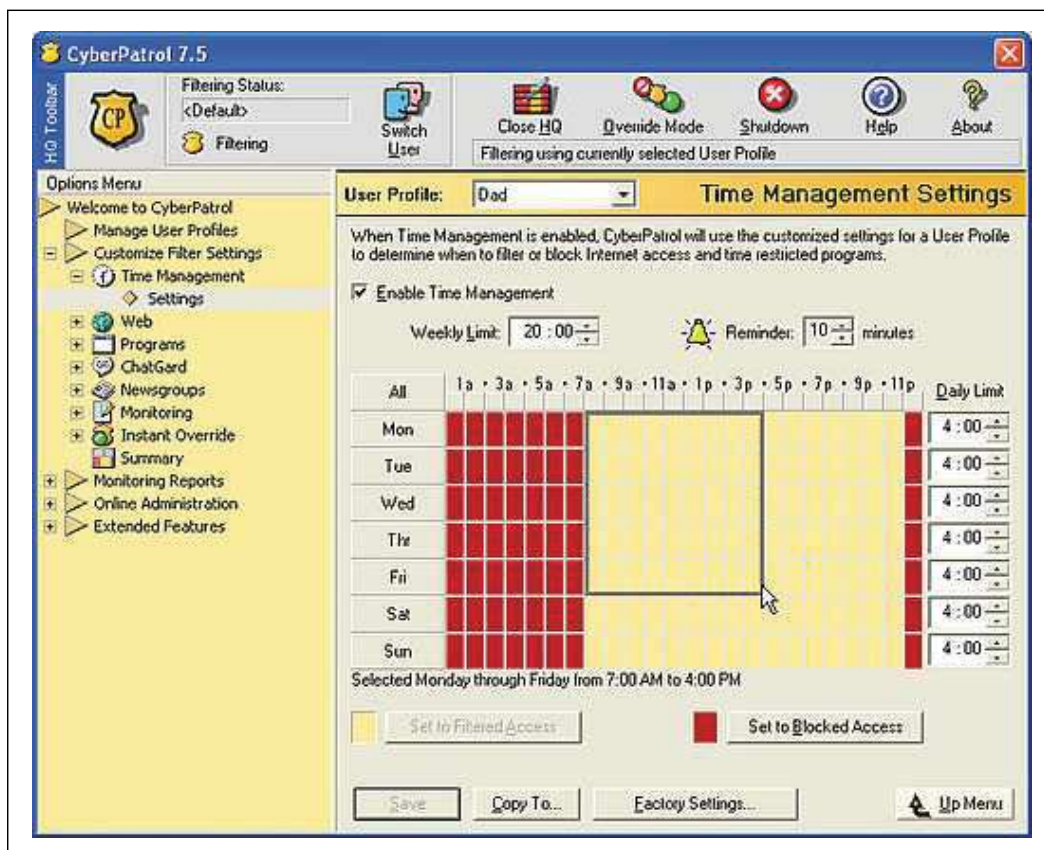 CyberPatrol 7.5
HQ Toolbar
CP
Filtering Status:
<Default>
Filtering
Switch User
Close HQ
Override Mode
Shutdown
Help
About
Filtering using currently selected User Profile
Options Menu
Welcome to CyberPatrol
Manage User Profiles
Customize Filter Settings
Time Management
Settings
Web
Programs
ChatGard
Newsgroups
Monitoring
Instant Override
Summary
Monitoring Reports
Online Administration
Extended Features
User Profile: Dad
Time Management Settings
When Time Management is enabled, CyberPatrol will use the customized settings for a User Profile
to determine when to filter or block Internet access and time restricted programs.
Enable Time Management
Weekly Limit: 20 : 00
Reminder: 10 minutes
All 1a • 3a • 5a • 7a • 9a • 11a • 1p • 3p • 5p • 7p • 9p • 11p Daily Limit
Mon 4 : 00
Tue 4 : 00
Wed 4 : 00
Thr 4 : 00
Fri 4 : 00
Sat 4 : 00
Sun 4 : 00
Selected Monday through Friday from 7:00 AM to 4:00 PM
Set to Filtered Access
Set to Blocked Access
Save
Copy To...
Factory Settings...
Up Menu